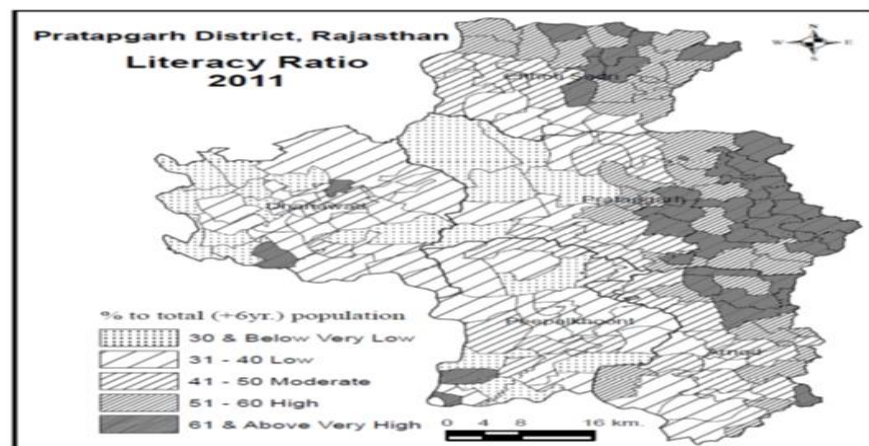 Pratapgarh District, Rajasthan
Literacy Ratio
2011
N
W E
S
Chhoti Sadri
Pratapgarh
Dhariawad
Peepalkhoont
Arnod
% to total (+6yr.) population
30 & Below Very Low
31 - 40 Low
41 - 50 Moderate
51 - 60 High
61 & Above Very High
0 4 8 16 km.